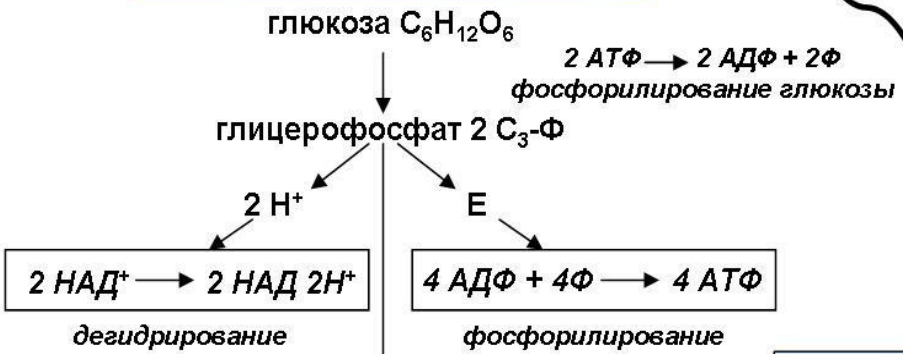 глюкоза C₆H₁₂O₆
2 АТФ → 2 АДФ + 2Ф
фосфорилирование глюкозы
глицерофосфат 2 C₃-Ф
2 Н⁺ Е
2 НАД⁺ → 2 НАД 2Н⁺ 4 АДФ + 4Ф → 4 АТФ
дегидрирование фосфорилирование